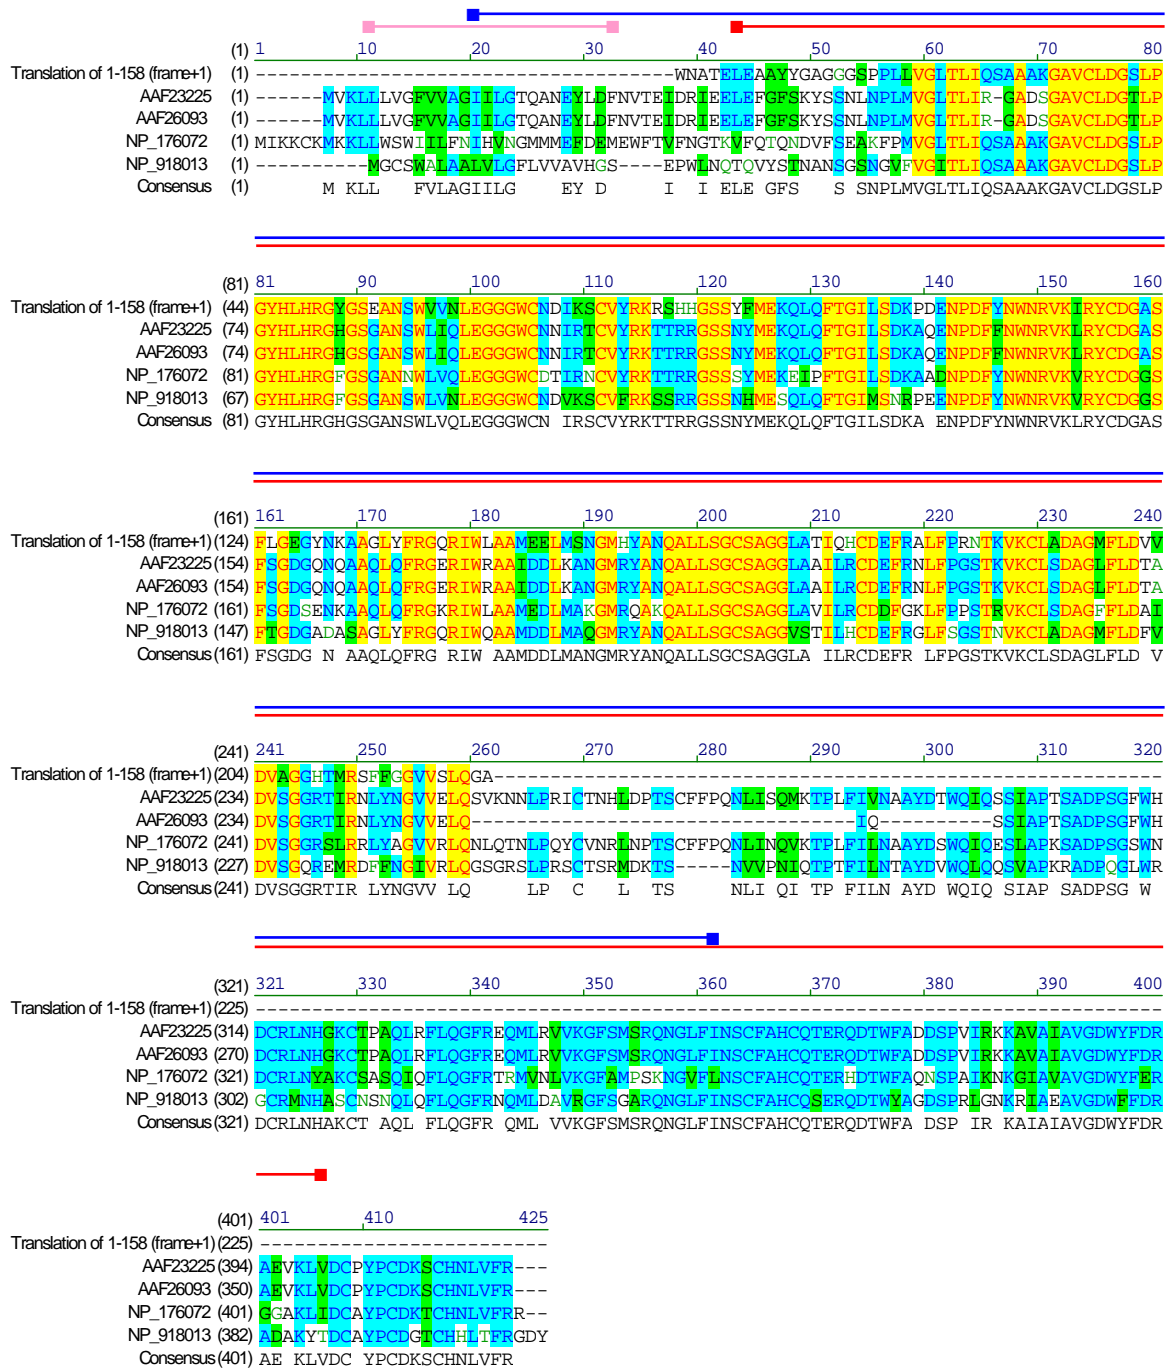 (1) 1 10 20 30 40 50 60 70 80
Translation of 1-158 (frame+1) (1) -------------------------------------WNATELEAAYYGAGGGSPPLLVGLTLIQSAAAKGAVCLDGSLP
AAF23225 (1) ------MVKLLLVGFVVAGIILGTQANEYLDFNVTEIDRIEELEFGFSKYSSNLNPLMVGLTLIR-GADSGAVCLDGTLP
AAF26093 (1) ------MVKLLLVGFVVAGIILGTQANEYLDFNVTEIDRIEELEFGFSKYSSNLNPLMVGLTLIR-GADSGAVCLDGTLP
NP_176072 (1) MIKKCKMKKLLWSWIILFNIHVNGMMMEFDEMEWFTVFNGTKVFQTQNDVFSEAKFPMVGLTLIQSAAAKGAVCLDGSLP
NP_918013 (1) ----------MGCSWALAALVLGFLVVAVHGS----EPWLNQTQVYSTNANSGSNGVFVGITLIQSAAAKGAVCLDGSLP
Consensus (1) M KLL FVLAGIILG EY D I I ELE GFS S SNPLMVGLTLIQSAAAKGAVCLDGSLP
(81) 81 90 100 110 120 130 140 150 160
Translation of 1-158 (frame+1) (44) GYHLHRGYGSEANSWVVNLEGGGWCNDIKSCVYRKRSHHGSSYFMEKQLQFTGILSDKPDENPDFYNWNRVKIRYCDGAS
AAF23225 (74) GYHLHRGHGSGANSWLIQLEGGGWCNNIRTCVYRKTTRRGSSNYMEKQLQFTGILSDKAQENPDFFNWNRVKLRYCDGAS
AAF26093 (74) GYHLHRGHGSGANSWLIQLEGGGWCNNIRTCVYRKTTRRGSSNYMEKQLQFTGILSDKAQENPDFFNWNRVKLRYCDGAS
NP_176072 (81) GYHLHRGFGSGANNWLVQLEGGGWCDTIRNCVYRKTTRRGSSSYMEKEIPFTGILSDKAADNPDFYNWNRVKVRYCDGGS
NP_918013 (67) GYHLHRGFGSGANSWLVNLEGGGWCNDVKSCVFRKSSRRGSSNHMESQLQFTGIMSNRPEENPDFYNWNRVKVRYCDGGS
Consensus (81) GYHLHRGHGSGANSWLVQLEGGGWCN IRSCVYRKTTRRGSSNYMEKQLQFTGILSDKA ENPDFYNWNRVKLRYCDGAS
(161) 161 170 180 190 200 210 220 230 240
Translation of 1-158 (frame+1) (124) FLGEGYNKAAGLYFRGQRIWLAAMEELMSNGMHYANQALLSGCSAGGLATIQHCDEFRALFPRNTKVKCLADAGMFLDVV
AAF23225 (154) FSGDGQNQAAQLQFRGERIWRAAIDDLKANGMRYANQALLSGCSAGGLAAILRCDEFRNLFPGSTKVKCLSDAGLFLDTA
AAF26093 (154) FSGDGQNQAAQLQFRGERIWRAAIDDLKANGMRYANQALLSGCSAGGLAAILRCDEFRNLFPGSTKVKCLSDAGLFLDTA
NP_176072 (161) FSGDSENKAAQLQFRGKRIWLAAMEDLMAKGMRQAKQALLSGCSAGGLAVILRCDDFGKLFPPSTRVKCLSDAGFFLDAI
NP_918013 (147) FTGDGADASAGLYFRGQRIWQAAMDDLMAQGMRYANQALLSGCSAGGVSTILHCDEFRGLFSGSTNVKCLADAGMFLDFV
Consensus (161) FSGDG N AAQLQFRG RIW AAMDDLMANGMRYANQALLSGCSAGGLA ILRCDEFR LFPGSTKVKCLSDAGLFLD V
(241) 241 250 260 270 280 290 300 310 320
Translation of 1-158 (frame+1) (204) DVAGGHTMRSFFGGVVSLQGA-----------------------------------------------------------
AAF23225 (234) DVSGGRTIRNLYNGVVELQSVKNNLPRICTNHLDPTSCFFPQNLISQMKTPLFIVNAAYDTWQIQSSIAPTSADPSGFWH
AAF26093 (234) DVSGGRTIRNLYNGVVELQ----------------------------------IQ---------SSIAPTSADPSGFWH
NP_176072 (241) DVSGGRSLRRLYAGVVRLQNLQTNLPQYCVNRLNPTSCFFPQNLINQVKTPLFILNAAYDSWQIQESLAPKSADPSGSWN
NP_918013 (227) DVSGQREMRDFFNGIVRLQGSGRSLPRSCTSRMDKTS-----NVVPNIQTPTFILNTAYDVWQLQQSVAPKRADPQGLWR
Consensus (241) DVSGGRTIR LYNGVV LQ LP C L TS NLI QI TP FILN AYD WQIQ SIAP SADPSG W
(321) 321 330 340 350 360 370 380 390 400
Translation of 1-158 (frame+1) (225) --------------------------------------------------------------------------------
AAF23225 (314) DCRLNHGKCTPAQLRFLQGFREQMLRVVKGFSMSRQNGLFINSCFAHCQTERQDTWFADDSPVIRKKAVAIAVGDWYFDR
AAF26093 (270) DCRLNHGKCTPAQLRFLQGFREQMLRVVKGFSMSRQNGLFINSCFAHCQTERQDTWFADDSPVIRKKAVAIAVGDWYFDR
NP_176072 (321) DCRLNYAKCSASQIQFLQGFRTRMVNLVKGFAMPSKNGVFLNSCFAHCQTERHDTWFAQNSPAIKNKGIAVAVGDWYFER
NP_918013 (302) GCRMNHASCNSNQLQFLQGFRNQMLDAVRGFSGARQNGLFINSCFAHCQSERQDTWYAGDSPRLGNKRIAEAVGDWFFDR
Consensus (321) DCRLNHAKCT AQL FLQGFR QML VVKGFSMSRQNGLFINSCFAHCQTERQDTWFA DSP IR KAIAIAVGDWYFDR
(401) 401 410 425
Translation of 1-158 (frame+1) (225) -------------------------
AAF23225 (394) AEVKLVDCPYPCDKSCHNLVFR---
AAF26093 (350) AEVKLVDCPYPCDKSCHNLVFR---
NP_176072 (401) GGAKLIDCAYPCDKTCHNLVFRR--
NP_918013 (382) ADAKYTDCAYPCDGTCHHLTFRGDY
Consensus (401) AE KLVDC YPCDKSCHNLVFR